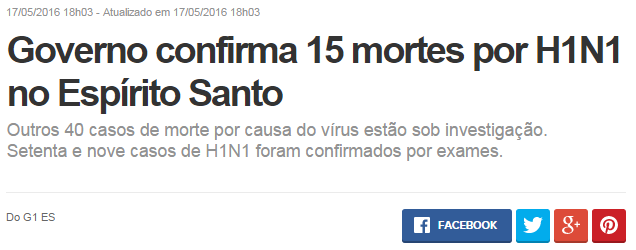 17/05/2016 18h03 - Atualizado em 17/05/2016 18h03
Governo confirma 15 mortes por H1N1
no Espírito Santo
Outros 40 casos de morte por causa do vírus estão sob investigação.
Setenta e nove casos de H1N1 foram confirmados por exames.
Do G1 ES
FACEBOOK